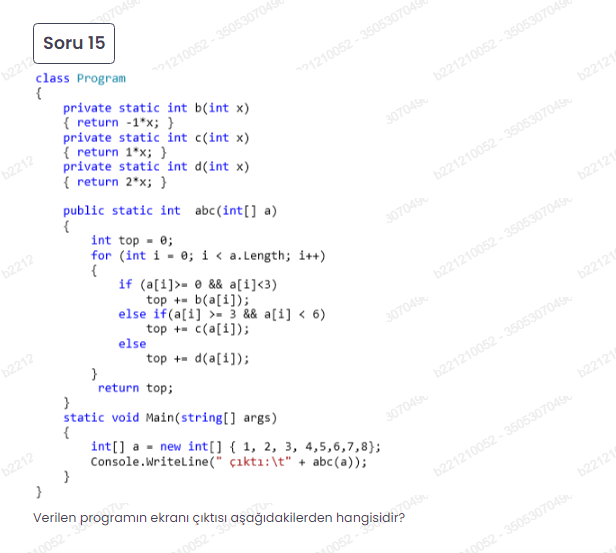 Soru 15
class Program
{
private static int b(int x)
{ return -1*x; }
private static int c(int x)
{ return 1*x; }
private static int d(int x)
{ return 2*x; }
public static int abc(int[] a)
{
int top = 0;
for (int i = 0; i < a.Length; i++)
{
if (a[i]>= 0 && a[i]<3)
top += b(a[i]);
else if(a[i] >= 3 && a[i] < 6)
top += c(a[i]);
else
top += d(a[i]);
}
return top;
}
static void Main(string[] args)
{
int[] a = new int[] { 1, 2, 3, 4,5,6,7,8};
Console.WriteLine(" çıktı:\t" + abc(a));
}
}
Verilen programın ekranı çıktısı aşağıdakilerden hangisidir?